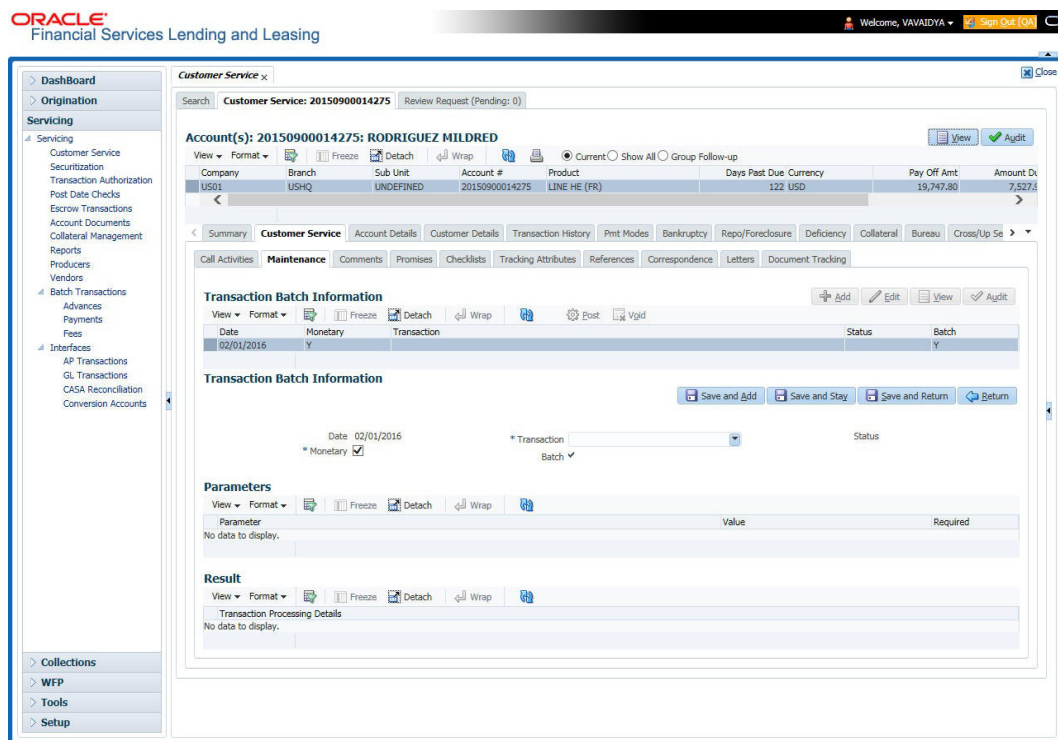 ORACLE
Financial Services Lending and Leasing
Welcome, VAVAIDYA
Sign Out [QA]
Close
DashBoard
Origination
Servicing
Servicing
Customer Service
Securitization
Transaction Authorization
Post Date Checks
Escrow Transactions
Account Documents
Collateral Management
Reports
Producers
Vendors
Batch Transactions
Advances
Payments
Fees
Interfaces
AP Transactions
GL Transactions
CASA Reconciliation
Conversion Accounts
Collections
WFP
Tools
Setup
Customer Service x
Search Customer Service: 20150900014275 Review Request (Pending: 0)
Account(s): 20150900014275: RODRIGUEZ MILDRED
View Audit
View Format Freeze Detach Wrap Current Show All Group Follow-up
Company Branch Sub Unit Account # Product Days Past Due Currency Pay Off Amt Amount Du
US01 USHQ UNDEFINED 20150900014275 LINE HE (FR) 122 USD 19,747.80 7,527.9
Summary Customer Service Account Details Customer Details Transaction History Pmt Modes Bankruptcy Repo/Foreclosure Deficiency Collateral Bureau Cross/Up Se
Call Activities Maintenance Comments Promises Checklists Tracking Attributes References Correspondence Letters Document Tracking
Transaction Batch Information
Add Edit View Audit
View Format Freeze Detach Wrap Post Void
Date Monetary Transaction Status Batch
02/01/2016 Y Y
Transaction Batch Information
Save and Add Save and Stay Save and Return Return
Date 02/01/2016 * Transaction Status
* Monetary Batch
Parameters
View Format Freeze Detach Wrap
Parameter Value Required
No data to display.
Result
View Format Freeze Detach Wrap
Transaction Processing Details
No data to display.